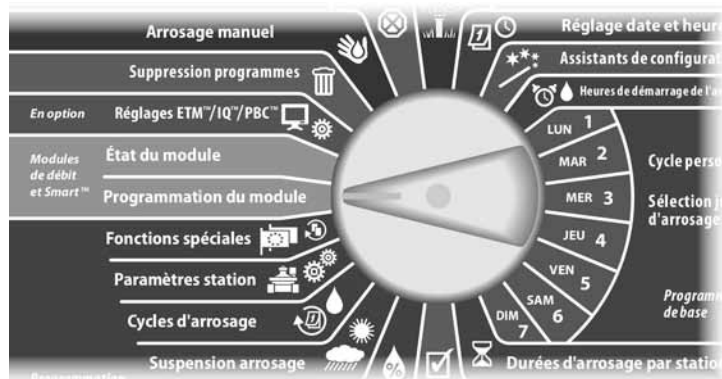 Arrosage manuel
Suppression programmes
En option
Réglages ETM™/IQ™/PBC™
Modules
de débit
et Smart™
État du module
Programmation du module
Fonctions spéciales
Paramètres station
Cycles d'arrosage
Suspension arrosage
Programmation
Réglage date et heur
Assistants de configurat
Heures de démarrage de l'a
LUN 1
MAR 2
MER 3
JEU 4
VEN 5
SAM 6
DIM 7
Cycle perso
Sélection j
d'arrosage
Programm
de base
%
Durées d'arrosage par statio